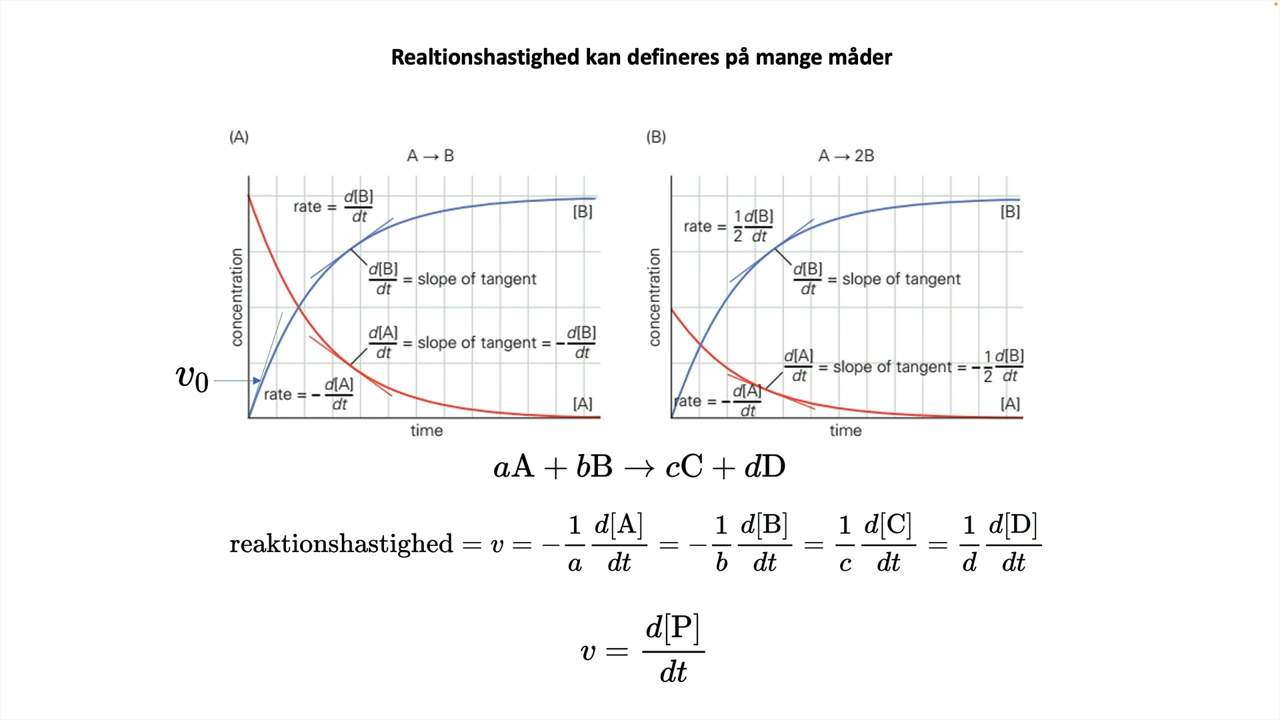 Realtionshastighed kan defineres på mange måder
(A)
A → B
rate = d[B]/dt
[B]
d[B]/dt = slope of tangent
d[A]/dt = slope of tangent = -d[B]/dt
rate = -d[A]/dt
[A]
concentration
time
v₀
(B)
A → 2B
rate = 1/2 d[B]/dt
[B]
d[B]/dt = slope of tangent
d[A]/dt = slope of tangent = -1/2 d[B]/dt
rate = -d[A]/dt
[A]
concentration
time
aA + bB → cC + dD
reaktionshastighed = v = -1/a d[A]/dt = -1/b d[B]/dt = 1/c d[C]/dt = 1/d d[D]/dt
v = d[P]/dt